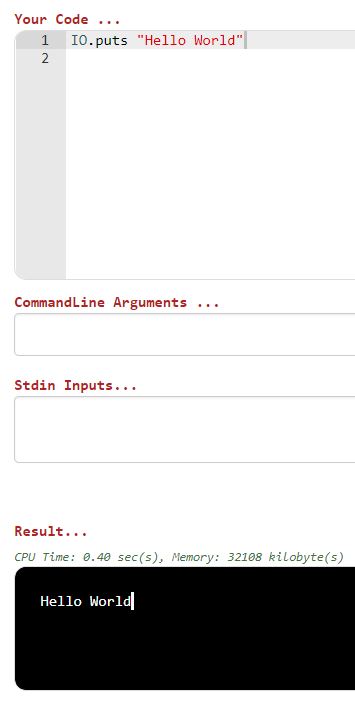 Your Code ...
1 IO.puts "Hello World"
2
CommandLine Arguments ...
Stdin Inputs...
Result...
CPU Time: 0.40 sec(s), Memory: 32108 kilobyte(s)
Hello World